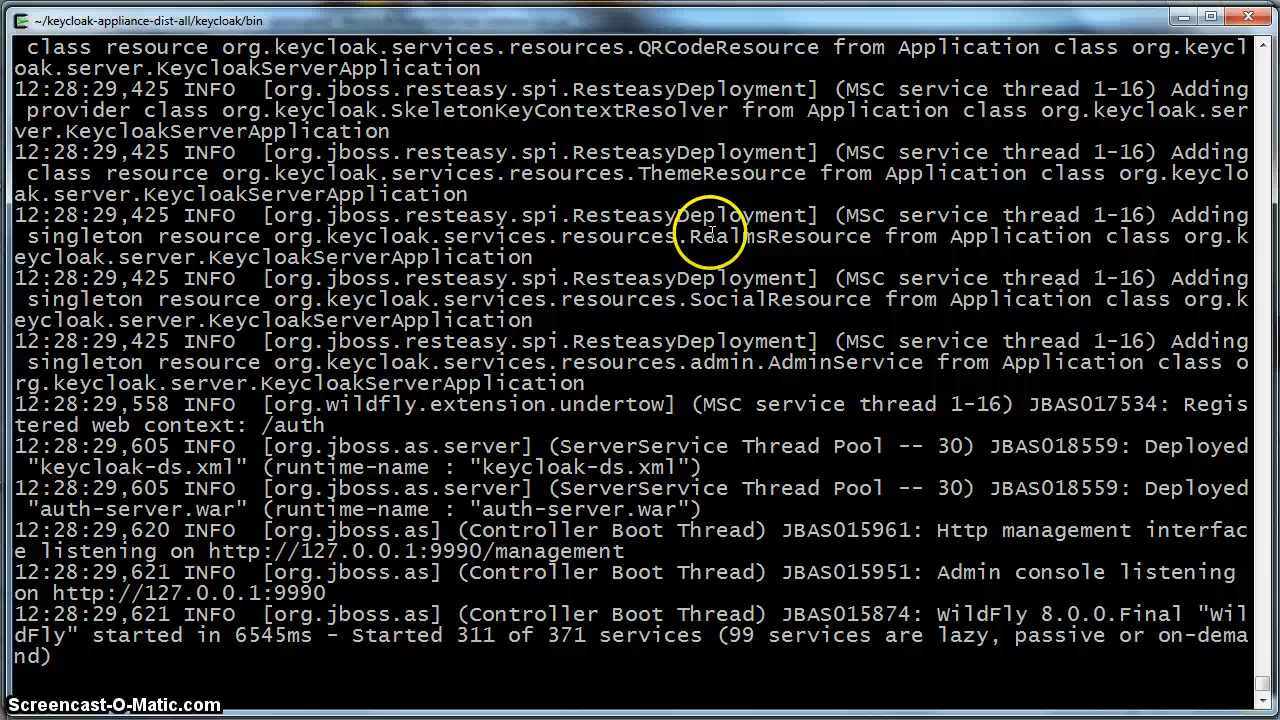 ~/keycloak-appliance-dist-all/keycloak/bin
class resource org.keycloak.services.resources.QRCodeResource from Application class org.keycl
oak.server.KeycloakServerApplication
12:28:29,425 INFO  [org.jboss.resteasy.spi.ResteasyDeployment] (MSC service thread 1-16) Adding
provider class org.keycloak.SkeletonKeyContextResolver from Application class org.keycloak.ser
ver.KeycloakServerApplication
12:28:29,425 INFO  [org.jboss.resteasy.spi.ResteasyDeployment] (MSC service thread 1-16) Adding
class resource org.keycloak.services.resources.ThemeResource from Application class org.keyclo
ak.server.KeycloakServerApplication
12:28:29,425 INFO  [org.jboss.resteasy.spi.ResteasyDeployment] (MSC service thread 1-16) Adding
singleton resource org.keycloak.services.resources.RealmsResource from Application class org.k
eycloak.server.KeycloakServerApplication
12:28:29,425 INFO  [org.jboss.resteasy.spi.ResteasyDeployment] (MSC service thread 1-16) Adding
singleton resource org.keycloak.services.resources.SocialResource from Application class org.k
eycloak.server.KeycloakServerApplication
12:28:29,425 INFO  [org.jboss.resteasy.spi.ResteasyDeployment] (MSC service thread 1-16) Adding
singleton resource org.keycloak.services.resources.admin.AdminService from Application class o
rg.keycloak.server.KeycloakServerApplication
12:28:29,558 INFO  [org.wildfly.extension.undertow] (MSC service thread 1-16) JBAS017534: Regis
tered web context: /auth
12:28:29,605 INFO  [org.jboss.as.server] (ServerService Thread Pool -- 30) JBAS018559: Deployed
"keycloak-ds.xml" (runtime-name : "keycloak-ds.xml")
12:28:29,605 INFO  [org.jboss.as.server] (ServerService Thread Pool -- 30) JBAS018559: Deployed
"auth-server.war" (runtime-name : "auth-server.war")
12:28:29,620 INFO  [org.jboss.as] (Controller Boot Thread) JBAS015961: Http management interfac
e listening on http://127.0.0.1:9990/management
12:28:29,621 INFO  [org.jboss.as] (Controller Boot Thread) JBAS015951: Admin console listening
on http://127.0.0.1:9990
12:28:29,621 INFO  [org.jboss.as] (Controller Boot Thread) JBAS015874: WildFly 8.0.0.Final "Wil
dFly" started in 6545ms - Started 311 of 371 services (99 services are lazy, passive or on-dema
nd)
Screencast-O-Matic.com